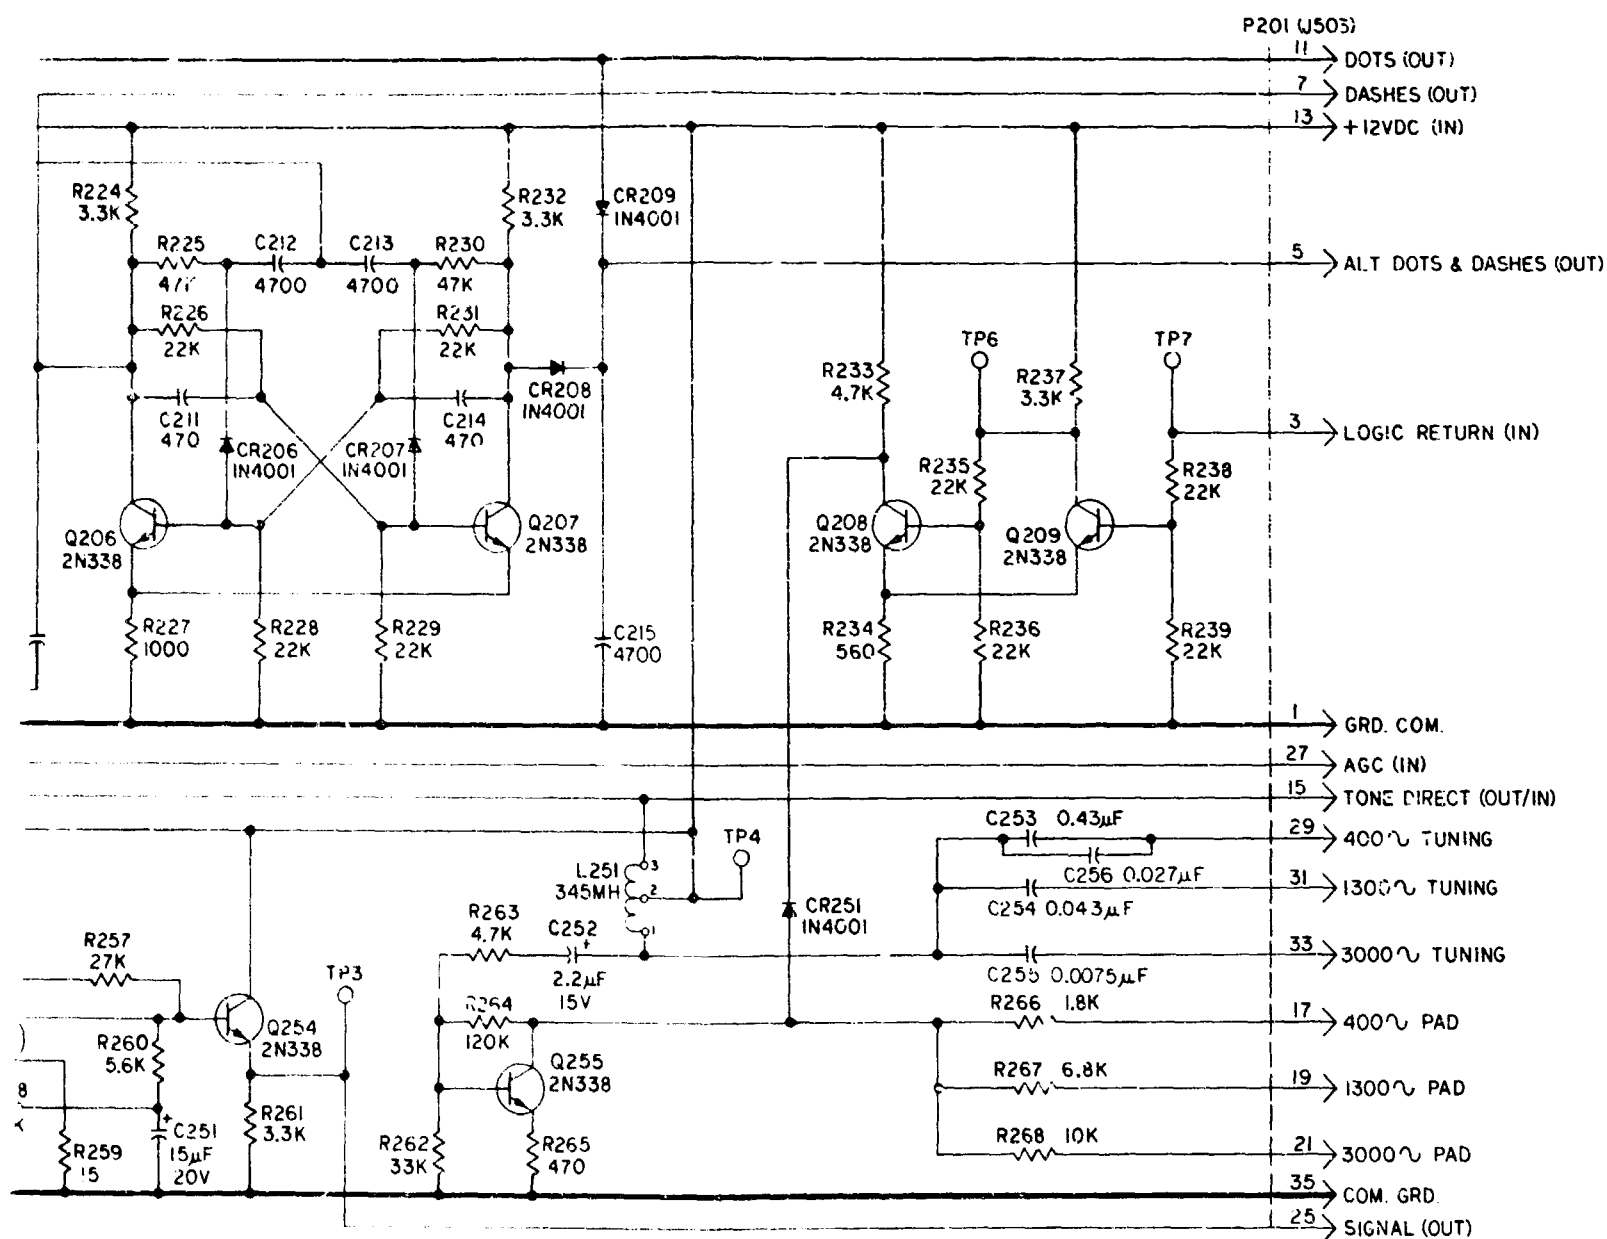 P201 (J503)
11 DOTS (OUT)
7 DASHES (OUT)
13 +12VDC (IN)
R224
3.3K
R232
3.3K
CR209
1N4001
R225
47K
C212
4700
C213
4700
R230
47K
5 ALT DOTS & DASHES (OUT)
R226
22K
R231
22K
TP6
TP7
CR208
1N4001
R233
4.7K
R237
3.3K
C211
470
C214
470
3 LOGIC RETURN (IN)
CR206
1N4001
CR207
1N4001
R235
22K
R238
22K
Q206
2N338
Q207
2N338
Q208
2N338
Q209
2N338
R227
1000
R228
22K
R229
22K
C215
4700
R234
560
R236
22K
R239
22K
1 GRD. COM.
27 AGC (IN)
15 TONE DIRECT (OUT/IN)
C253 0.43µF
29 400∿ TUNING
TP4
L251
345MH
3
2
1
C256 0.027µF
31 1300∿ TUNING
C254 0.043µF
CR251
1N4001
R263
4.7K
C252
+
2.2µF
15V
33 3000∿ TUNING
C255 0.0075µF
R257
27K
TP3
R264
120K
R266 1.8K
17 400∿ PAD
Q254
2N338
R260
5.6K
Q255
2N338
R267 6.8K
19 1300∿ PAD
8
+
C251
15µF
20V
R261
3.3K
R259
15
R262
33K
R265
470
R268 10K
21 3000∿ PAD
35 COM. GRD.
25 SIGNAL (OUT)